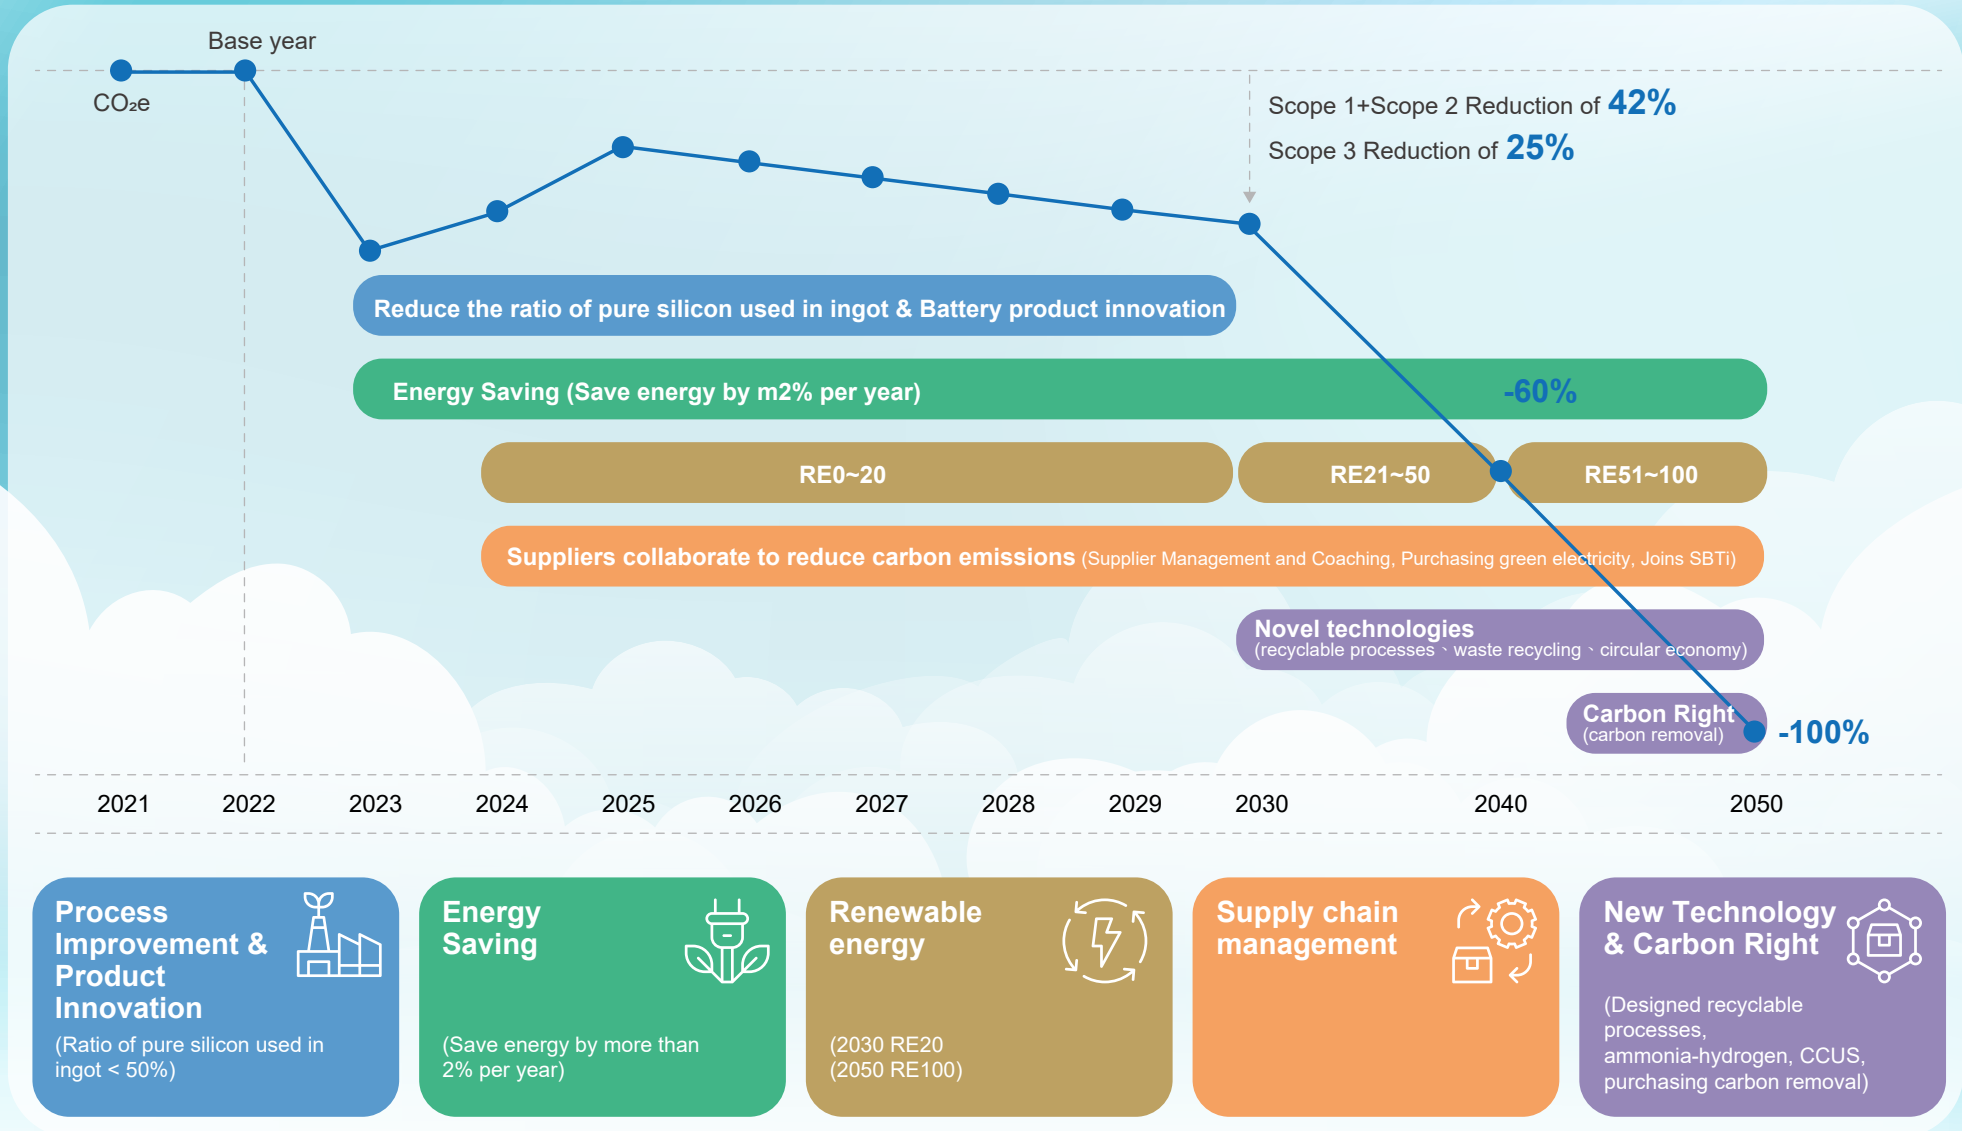 Base year
CO₂e
Scope 1+Scope 2 Reduction of 42%
Scope 3 Reduction of 25%
Reduce the ratio of pure silicon used in ingot & Battery product innovation
Energy Saving (Save energy by m2% per year)
-60%
RE0~20
RE21~50
RE51~100
Suppliers collaborate to reduce carbon emissions (Supplier Management and Coaching, Purchasing green electricity, Joins SBTi)
Novel technologies
(recyclable processes、waste recycling、circular economy)
Carbon Right
(carbon removal)
-100%
2021 2022 2023 2024 2025 2026 2027 2028 2029 2030 2040 2050
Process
Improvement &
Product
Innovation
(Ratio of pure silicon used in
ingot < 50%)
Energy
Saving
(Save energy by more than
2% per year)
Renewable
energy
(2030 RE20
(2050 RE100)
Supply chain
management
New Technology
& Carbon Right
(Designed recyclable
processes,
ammonia-hydrogen, CCUS,
purchasing carbon removal)